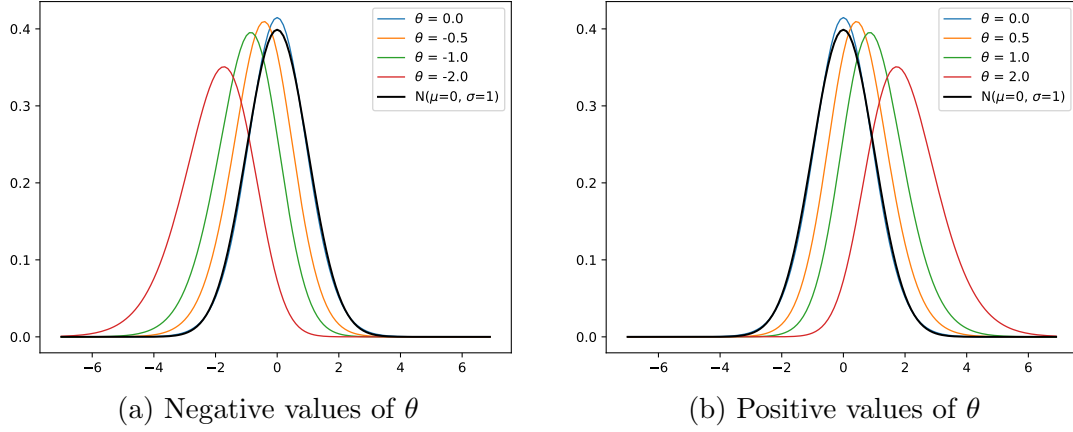 0.4
0.3
0.2
0.1
0.0
−6
−4
−2
0
2
4
6
θ = 0.0
θ = -0.5
θ = -1.0
θ = -2.0
N(μ=0, σ=1)
(a) Negative values of θ
0.4
0.3
0.2
0.1
0.0
−6
−4
−2
0
2
4
6
θ = 0.0
θ = 0.5
θ = 1.0
θ = 2.0
N(μ=0, σ=1)
(b) Positive values of θ